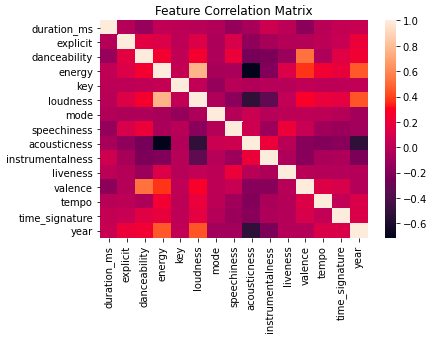 Feature Correlation Matrix
duration_ms
explicit
danceability
energy
key
loudness
mode
speechiness
acousticness
instrumentalness
liveness
valence
tempo
time_signature
year
duration_ms
explicit
danceability
energy
key
loudness
mode
speechiness
acousticness
instrumentalness
liveness
valence
tempo
time_signature
year
1.0
0.8
0.6
0.4
0.2
0.0
−0.2
−0.4
−0.6